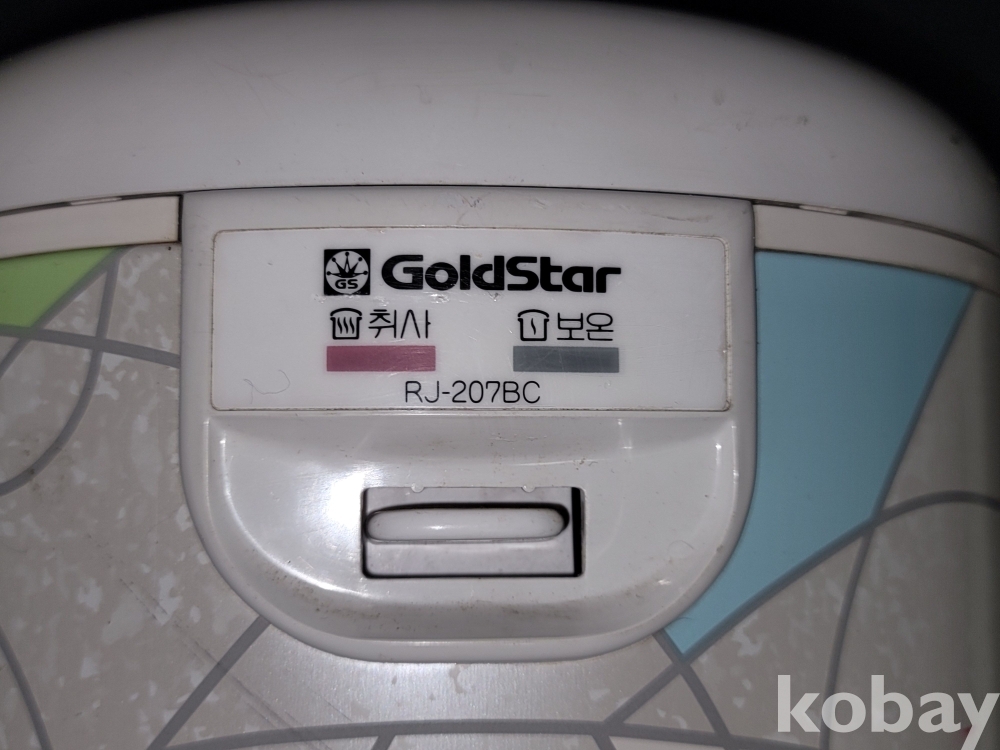 GS GoldStar
취사 보온
RJ-207BC
kobay